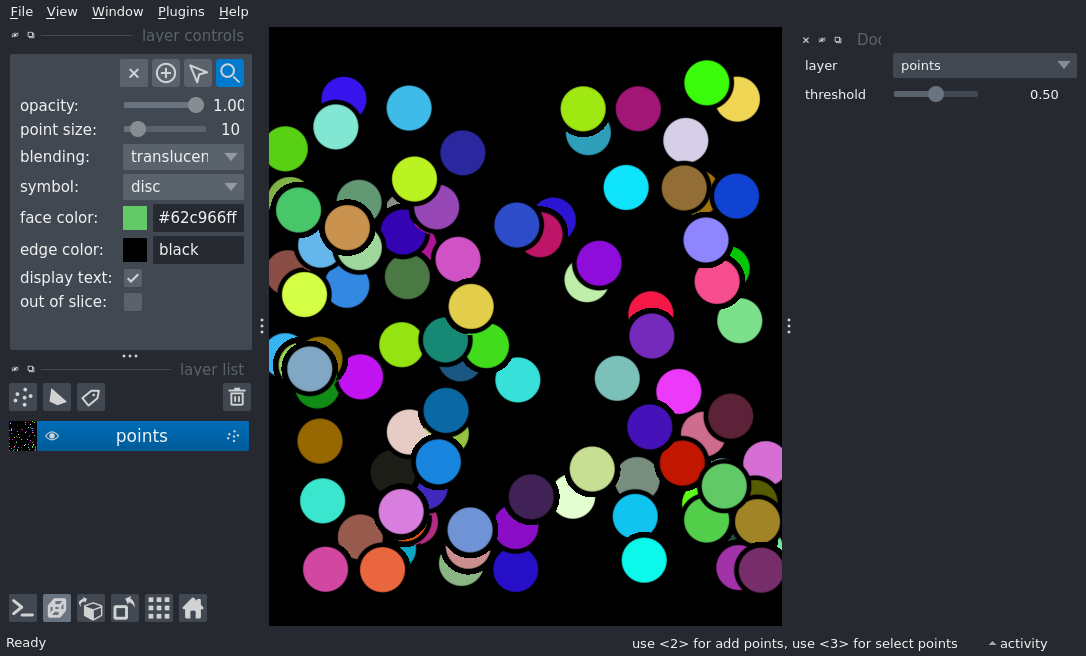 File View Window Plugins Help
layer controls
opacity: 1.00
point size: 10
blending: translucen
symbol: disc
face color: #62c966ff
edge color: black
display text:
out of slice:
layer list
points
Doc
layer points
threshold 0.50
Ready use <2> for add points, use <3> for select points activity